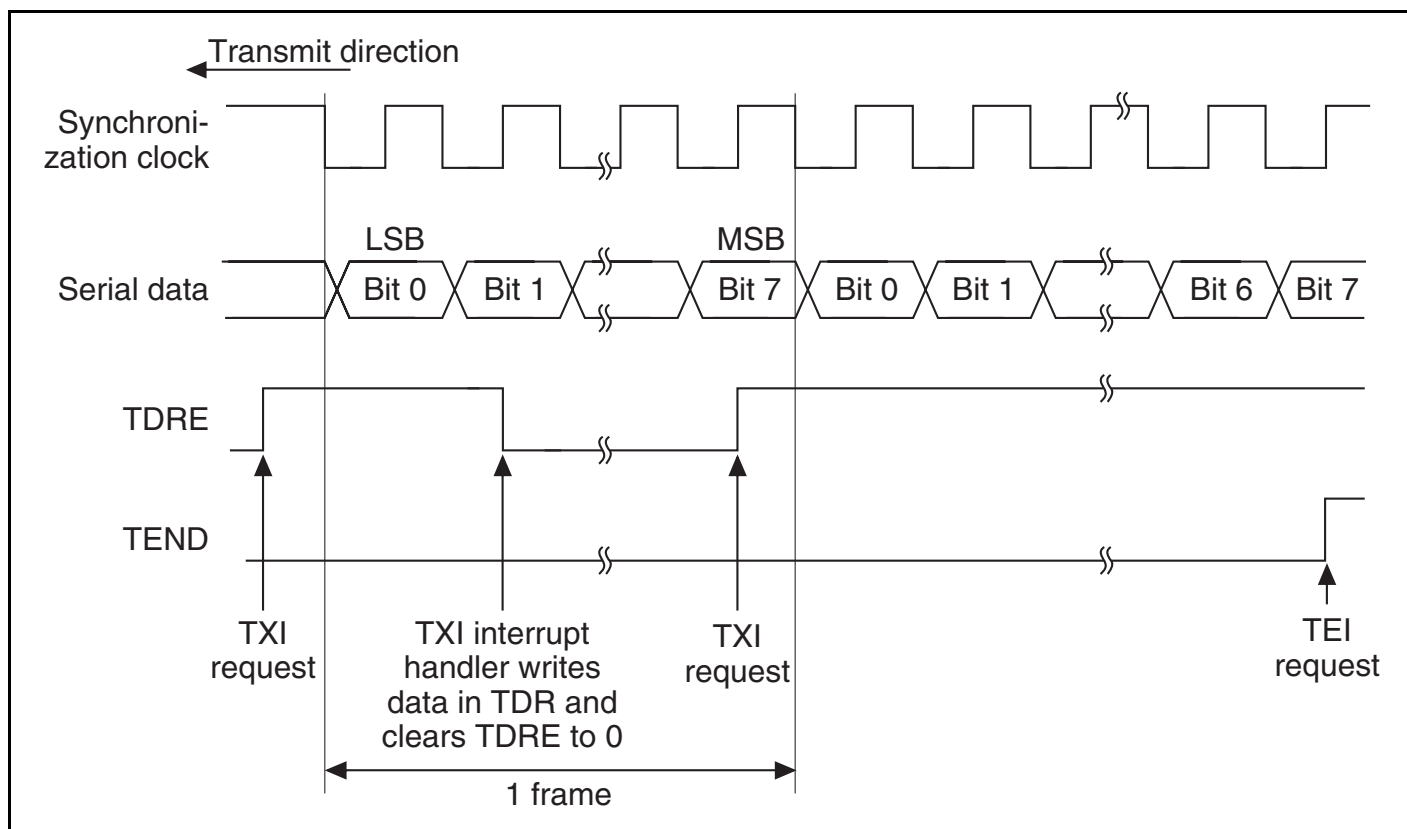 Transmit direction
Synchroni-
zation clock
LSB MSB
Serial data Bit 0 Bit 1 Bit 7 Bit 0 Bit 1 Bit 6 Bit 7
TDRE
TEND
TXI
request
TXI interrupt
handler writes
data in TDR and
clears TDRE to 0
TXI
request
TEI
request
1 frame